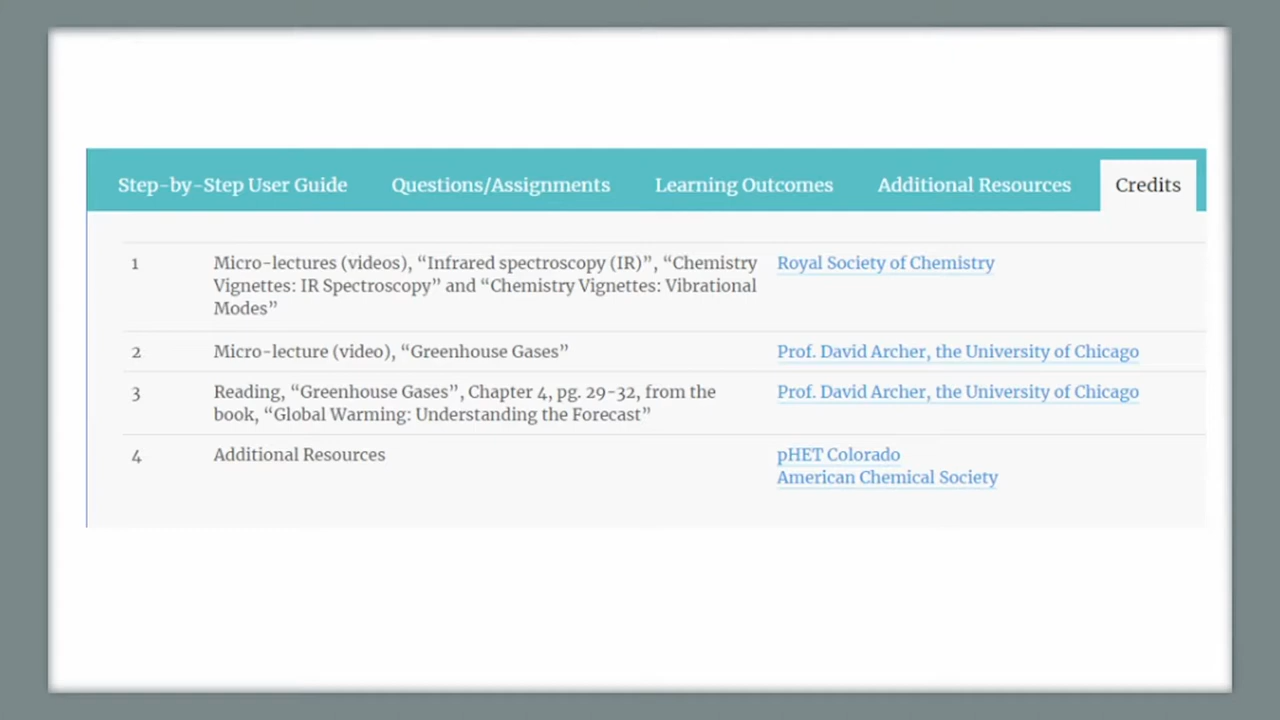 Step-by-Step User Guide Questions/Assignments Learning Outcomes Additional Resources Credits
1 Micro-lectures (videos), “Infrared spectroscopy (IR)”, “Chemistry Royal Society of Chemistry
Vignettes: IR Spectroscopy” and “Chemistry Vignettes: Vibrational
Modes”
2 Micro-lecture (video), “Greenhouse Gases” Prof. David Archer, the University of Chicago
3 Reading, “Greenhouse Gases”, Chapter 4, pg. 29-32, from the Prof. David Archer, the University of Chicago
book, “Global Warming: Understanding the Forecast”
4 Additional Resources pHET Colorado
American Chemical Society